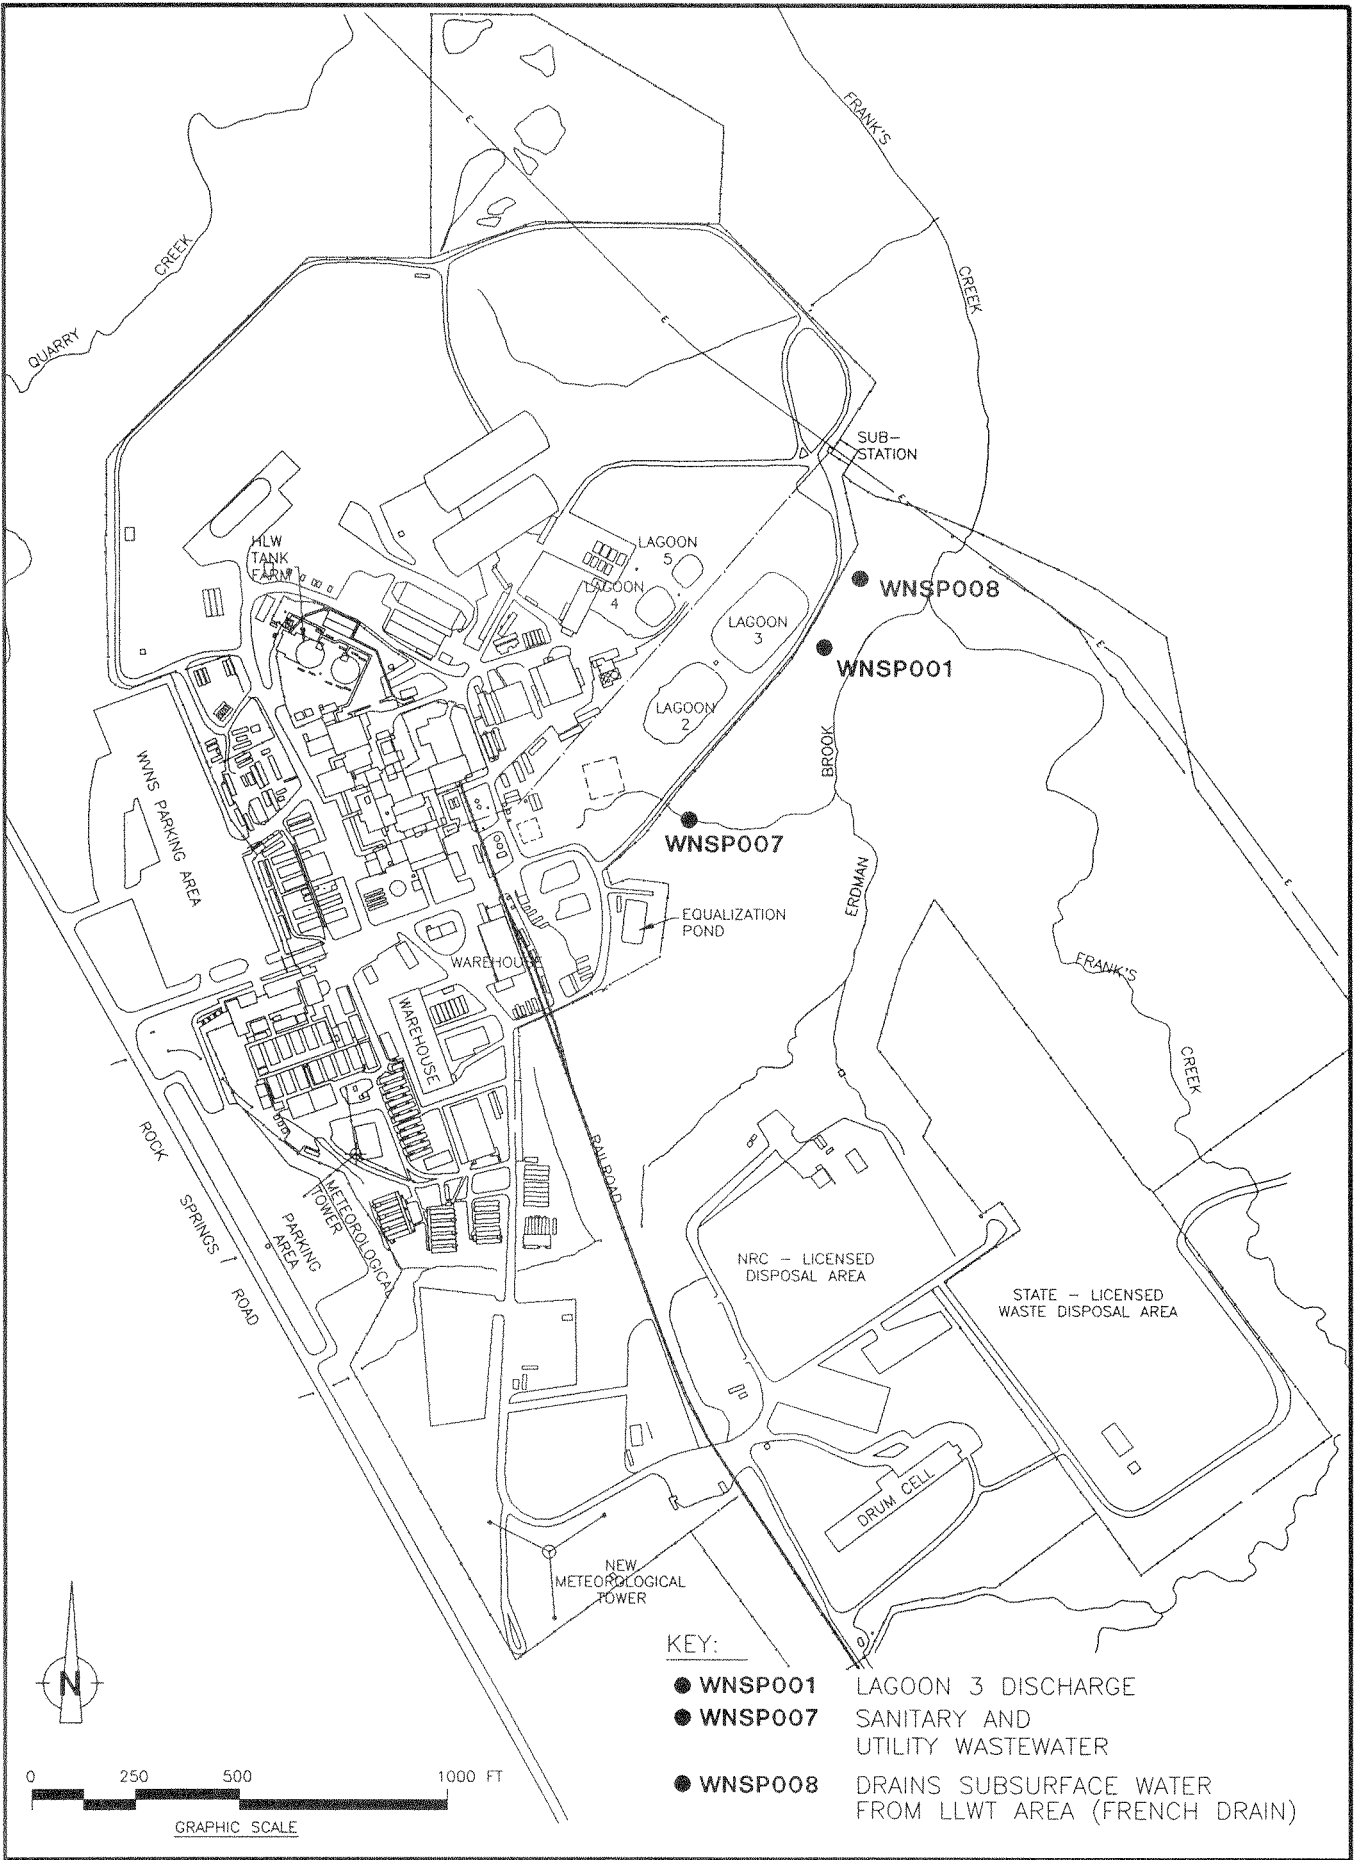 FRANK'S
CREEK
E
QUARRY
CREEK
E
SUB-
STATION
E
HLW
TANK
FARM
LAGOON
5
LAGOON
4
LAGOON
3
LAGOON
2
WNSP008
WNSP001
E
BROOK
ERDMAN
WNSP007
E
WVNS PARKING AREA
EQUALIZATION
POND
WAREHOUSE
WAREHOUSE
FRANK'S
CREEK
ROCK
SPRINGS
ROAD
RAILROAD
METEOROLOGICAL
TOWER
PARKING
AREA
NRC - LICENSED
DISPOSAL AREA
STATE - LICENSED
WASTE DISPOSAL AREA
DRUM CELL
NEW
METEOROLOGICAL
TOWER
N
KEY:
WNSP001 LAGOON 3 DISCHARGE
WNSP007 SANITARY AND
UTILITY WASTEWATER
WNSP008 DRAINS SUBSURFACE WATER
FROM LLWT AREA (FRENCH DRAIN)
0 250 500 1000 FT
GRAPHIC SCALE